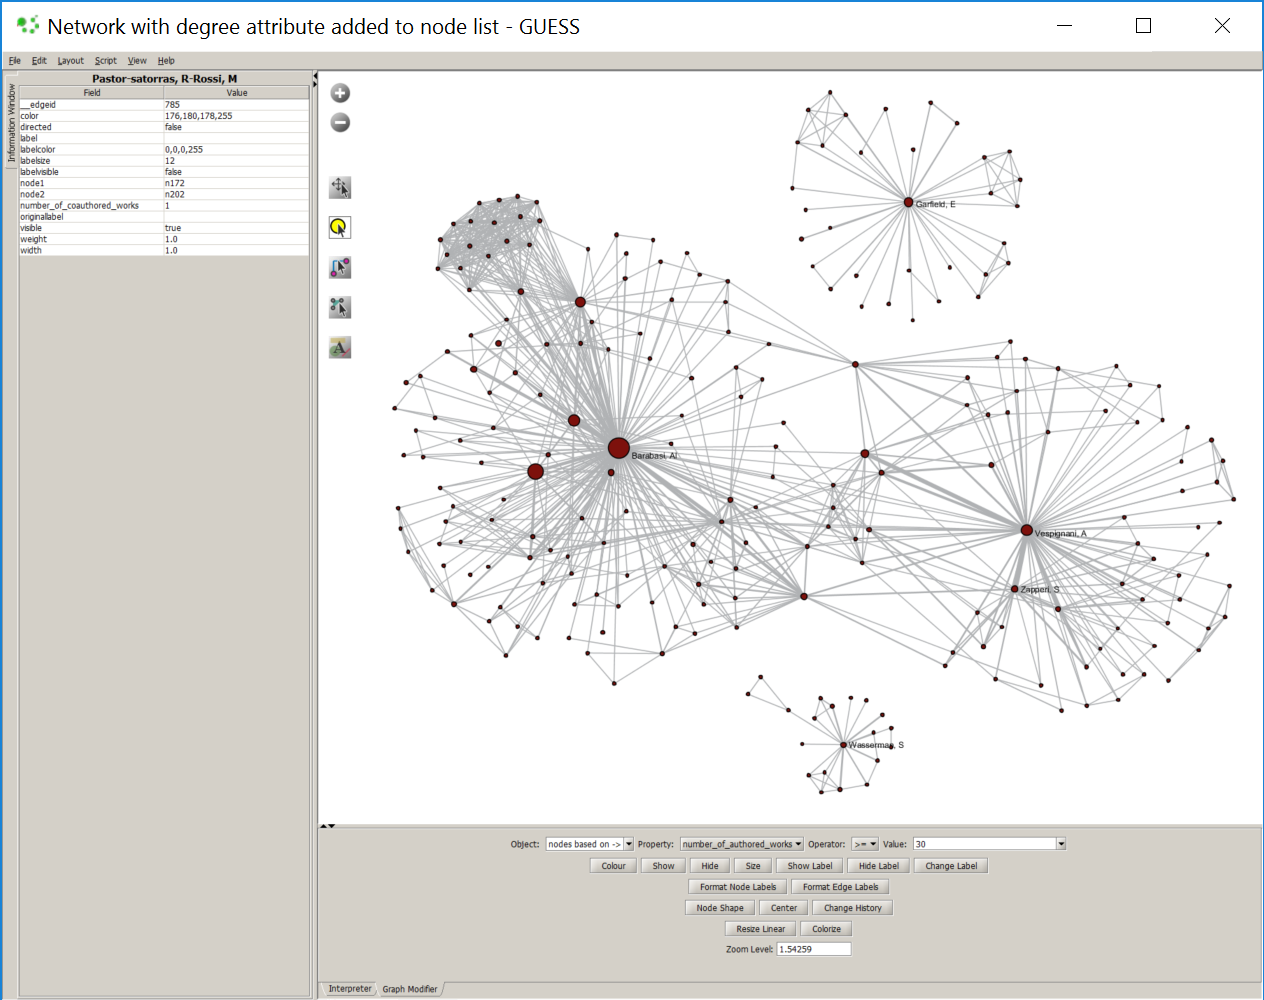 Network with degree attribute added to node list - GUESS
File Edit Layout Script View Help
Information Window
Pastor-satorras, R-Rossi, M
Field Value
__edgeid 785
color 176,180,178,255
directed false
label
labelcolor 0,0,0,255
labelsize 12
labelvisible false
node1 n172
node2 n202
number_of_coauthored_works 1
originallabel
visible true
weight 1.0
width 1.0
A
Garfield, E
Barabasi, Al
Vespignani, A
Zapperi, S
Wasserman, S
Object: nodes based on -> Property: number_of_authored_works Operator: >= Value: 30
Colour Show Hide Size Show Label Hide Label Change Label
Format Node Labels Format Edge Labels
Node Shape Center Change History
Resize Linear Colorize
Zoom Level: 1.54259
Interpreter Graph Modifier